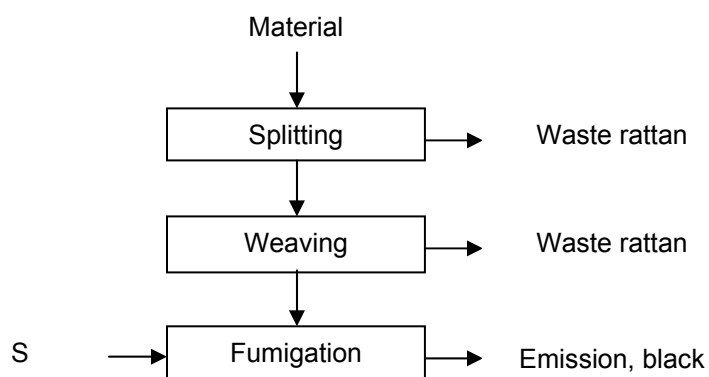 Material
Splitting
Waste rattan
Weaving
Waste rattan
S
Fumigation
Emission, black